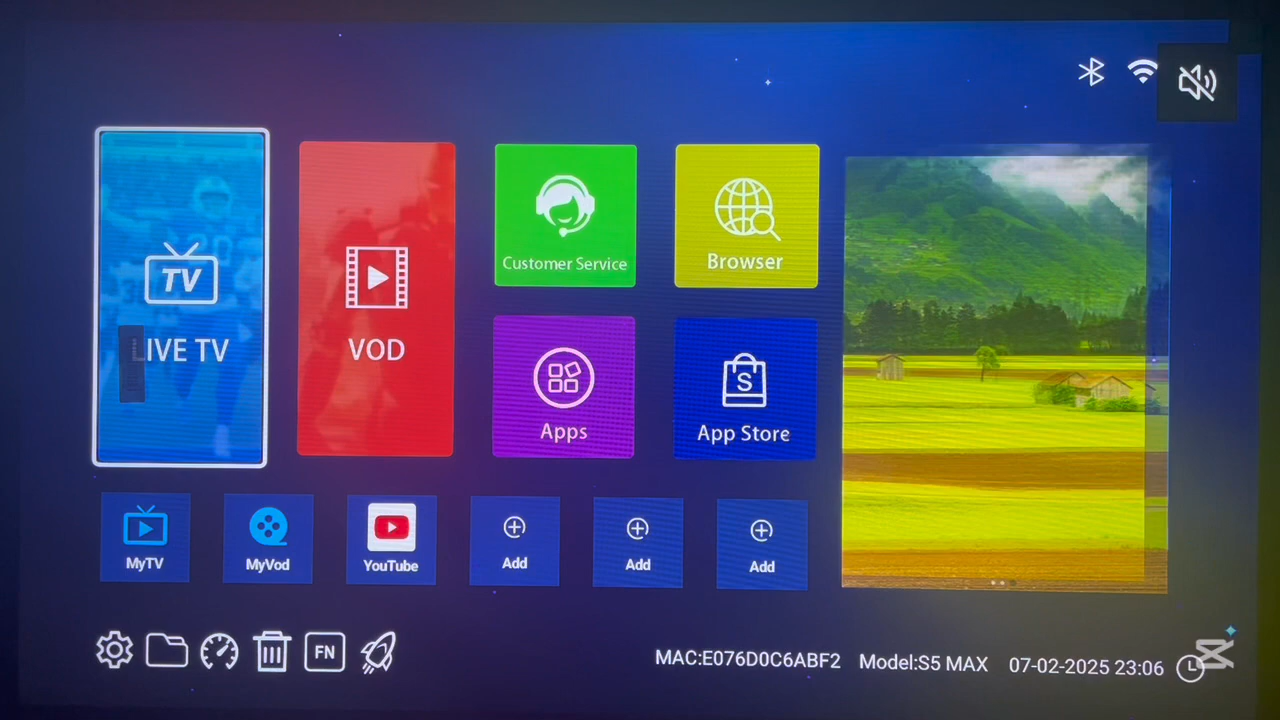 TV
IVE TV
VOD
Customer Service
Browser
Apps
S
App Store
MyTV
MyVod
YouTube
Add
Add
Add
FN
MAC:E076D0C6ABF2 Model:S5 MAX 07-02-2025 23:06